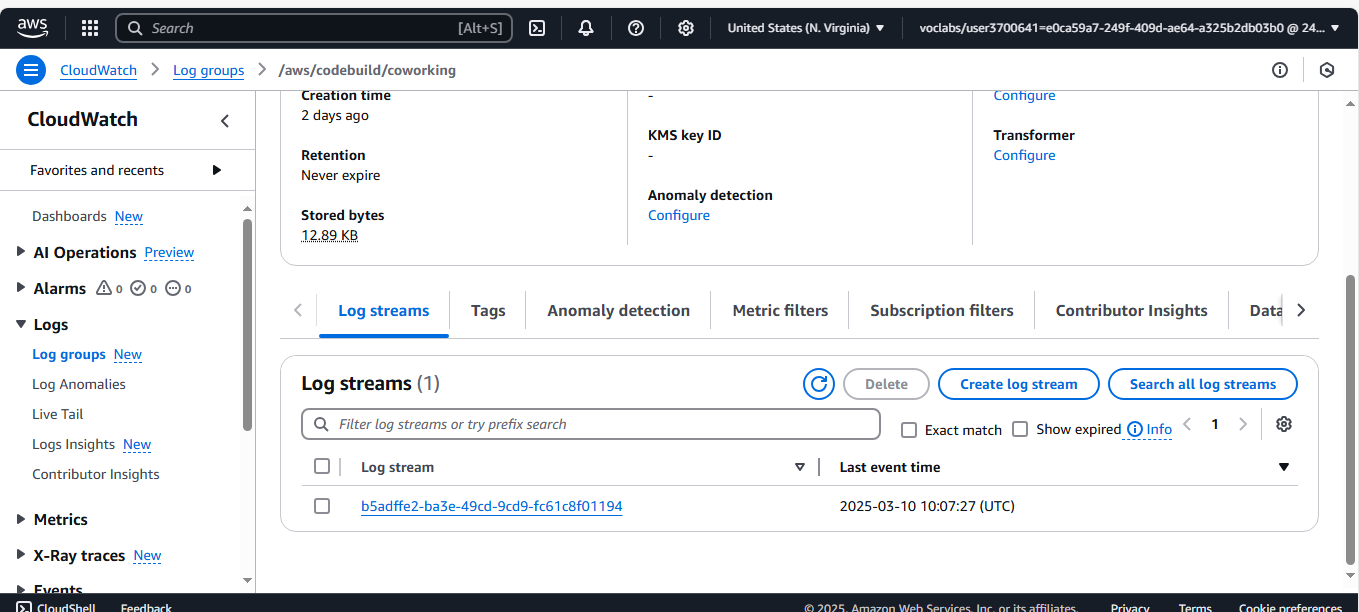 aws
Search [Alt+S]
United States (N. Virginia)
voclabs/user3700641=e0ca59a7-249f-409d-ae64-a325b2db03b0 @ 24...
CloudWatch
Log groups
/aws/codebuild/coworking
CloudWatch
Favorites and recents
Dashboards New
AI Operations Preview
Alarms 0 0 0
Logs
Log groups New
Log Anomalies
Live Tail
Logs Insights New
Contributor Insights
Metrics
X-Ray traces New
Events
Creation time
2 days ago
Retention
Never expire
Stored bytes
12.89 KB
-
KMS key ID
-
Anomaly detection
Configure
Configure
Transformer
Configure
Log streams
Tags
Anomaly detection
Metric filters
Subscription filters
Contributor Insights
Data
Log streams (1)
Delete
Create log stream
Search all log streams
Filter log streams or try prefix search
Exact match
Show expired
Info
1
Log stream
Last event time
b5adffe2-ba3e-49cd-9cd9-fc61c8f01194
2025-03-10 10:07:27 (UTC)
CloudShell
Feedback
© 2025, Amazon Web Services, Inc. or its affiliates.
Privacy
Terms
Cookie preferences